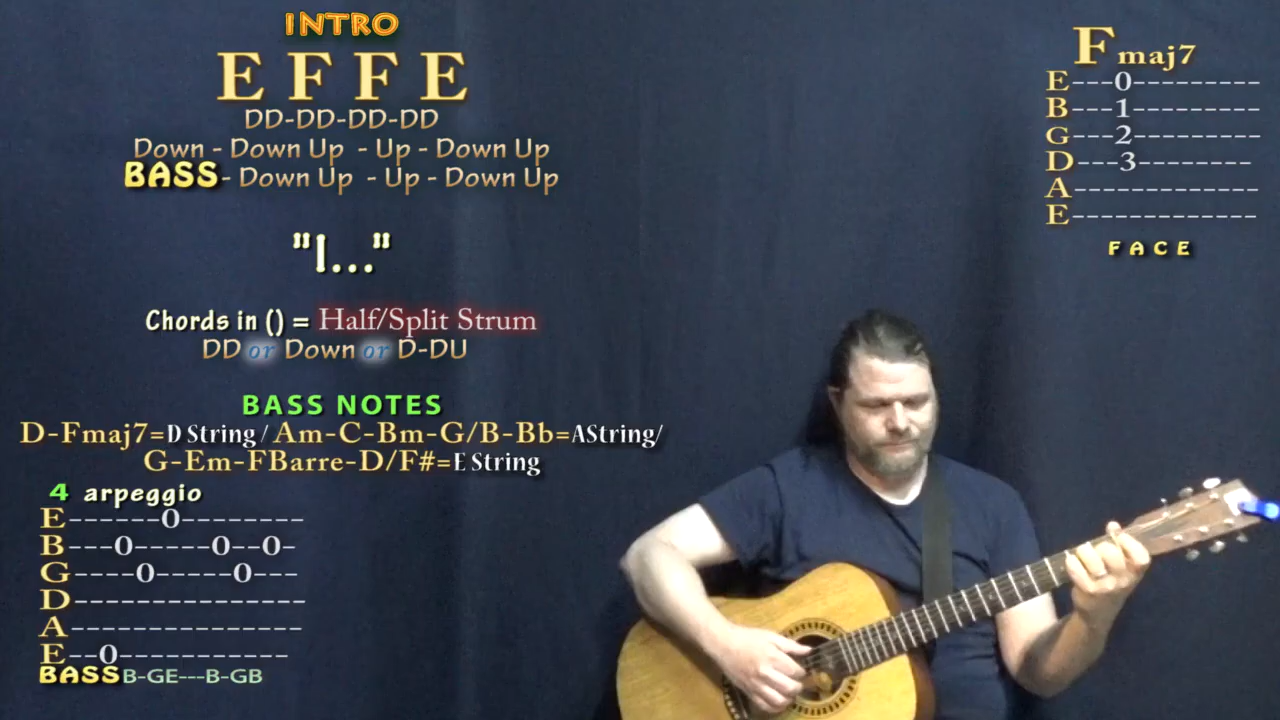 INTRO
E F F E
DD-DD-DD-DD
Down - Down Up - Up - Down Up
BASS - Down Up - Up - Down Up
"I..."
Chords in () = Half/Split Strum
DD or Down or D-DU
BASS NOTES
D-Fmaj7=D String / Am-C-Bm-G/B-Bb=AString/
G-Em-FBarre-D/F#=E String
4 arpeggio
E------0--------
B---0-----0--0-
G----0-----0---
D--------------
A--------------
E--0-----------
BASS B-GE---B-GB
Fmaj7
E---0---------
B---1---------
G---2---------
D---3--------
A-------------
E-------------
F A C E